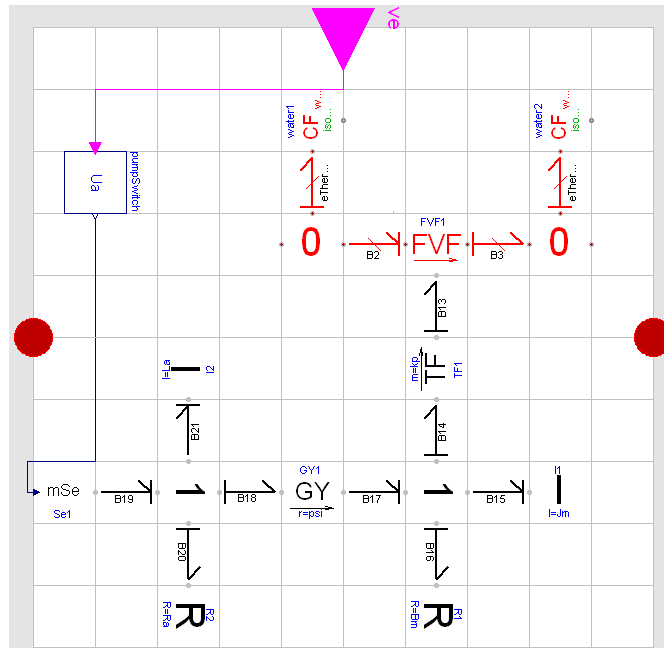 ve
water1
CF
w...
iso...
water2
CF
w...
iso...
pumpSwitch
Ua
1
eTher...
1
eTher...
0
B2
FVF1
FVF
B3
0
B13
I=La
I
I2
m=kp
TF
TF1
B21
B14
mSe
Se1
B19
1
B18
GY1
GY
r=psi
B17
1
B15
I1
I
I=Jm
B20
B16
R=Ra
R
R2
R=Bm
R
R1